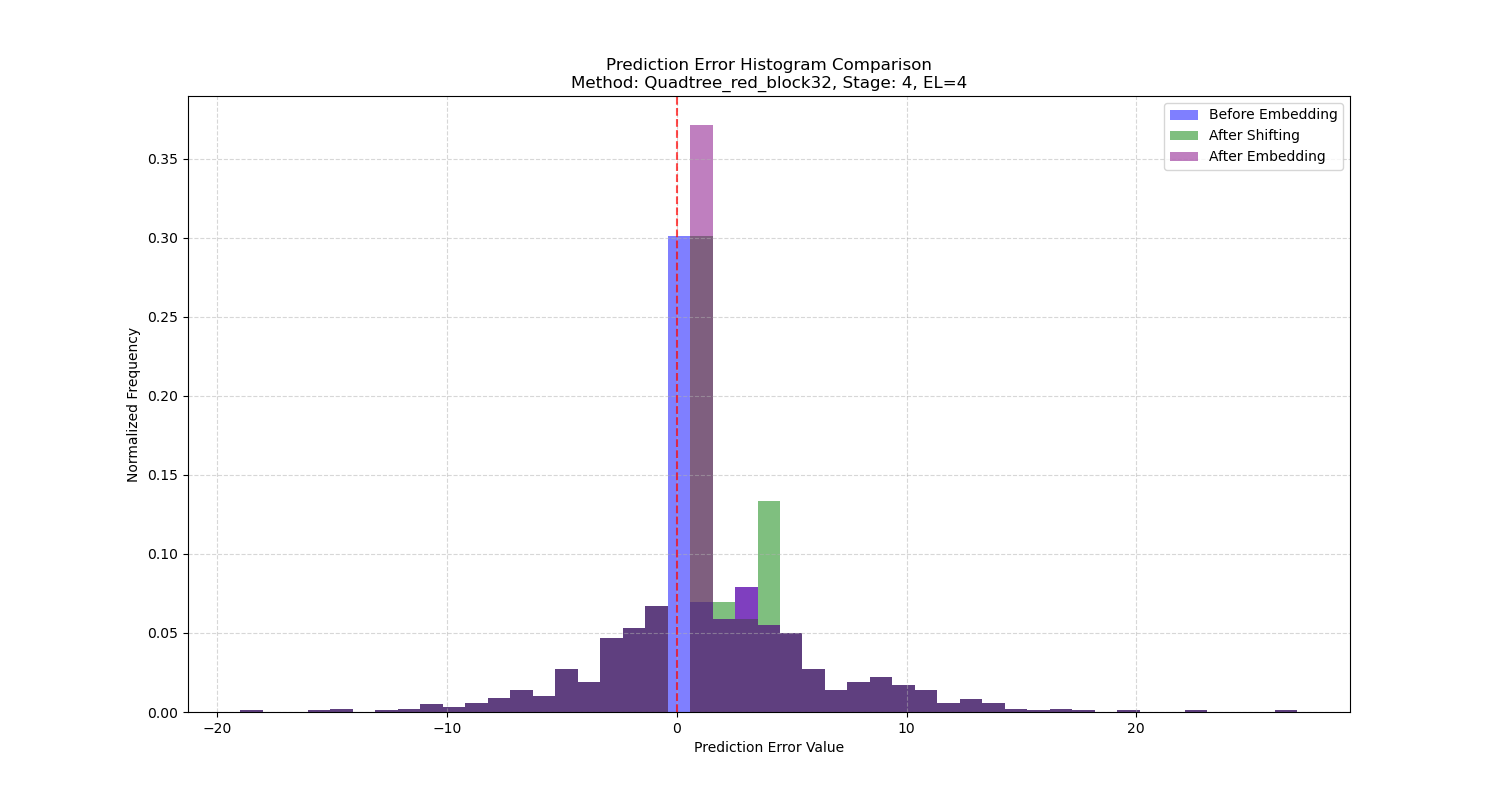 Prediction Error Histogram Comparison
Method: Quadtree_red_block32, Stage: 4, EL=4
Before Embedding
After Shifting
After Embedding
Normalized Frequency
0.35
0.30
0.25
0.20
0.15
0.10
0.05
0.00
−20
−10
0
10
20
Prediction Error Value